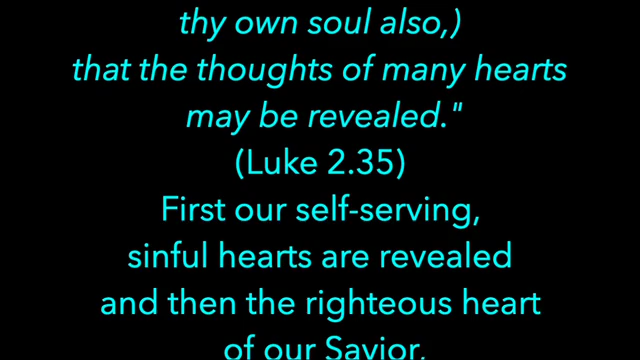 thy own soul also,)
that the thoughts of many hearts
may be revealed."
(Luke 2.35)
First our self-serving,
sinful hearts are revealed
and then the righteous heart
of our Savior,